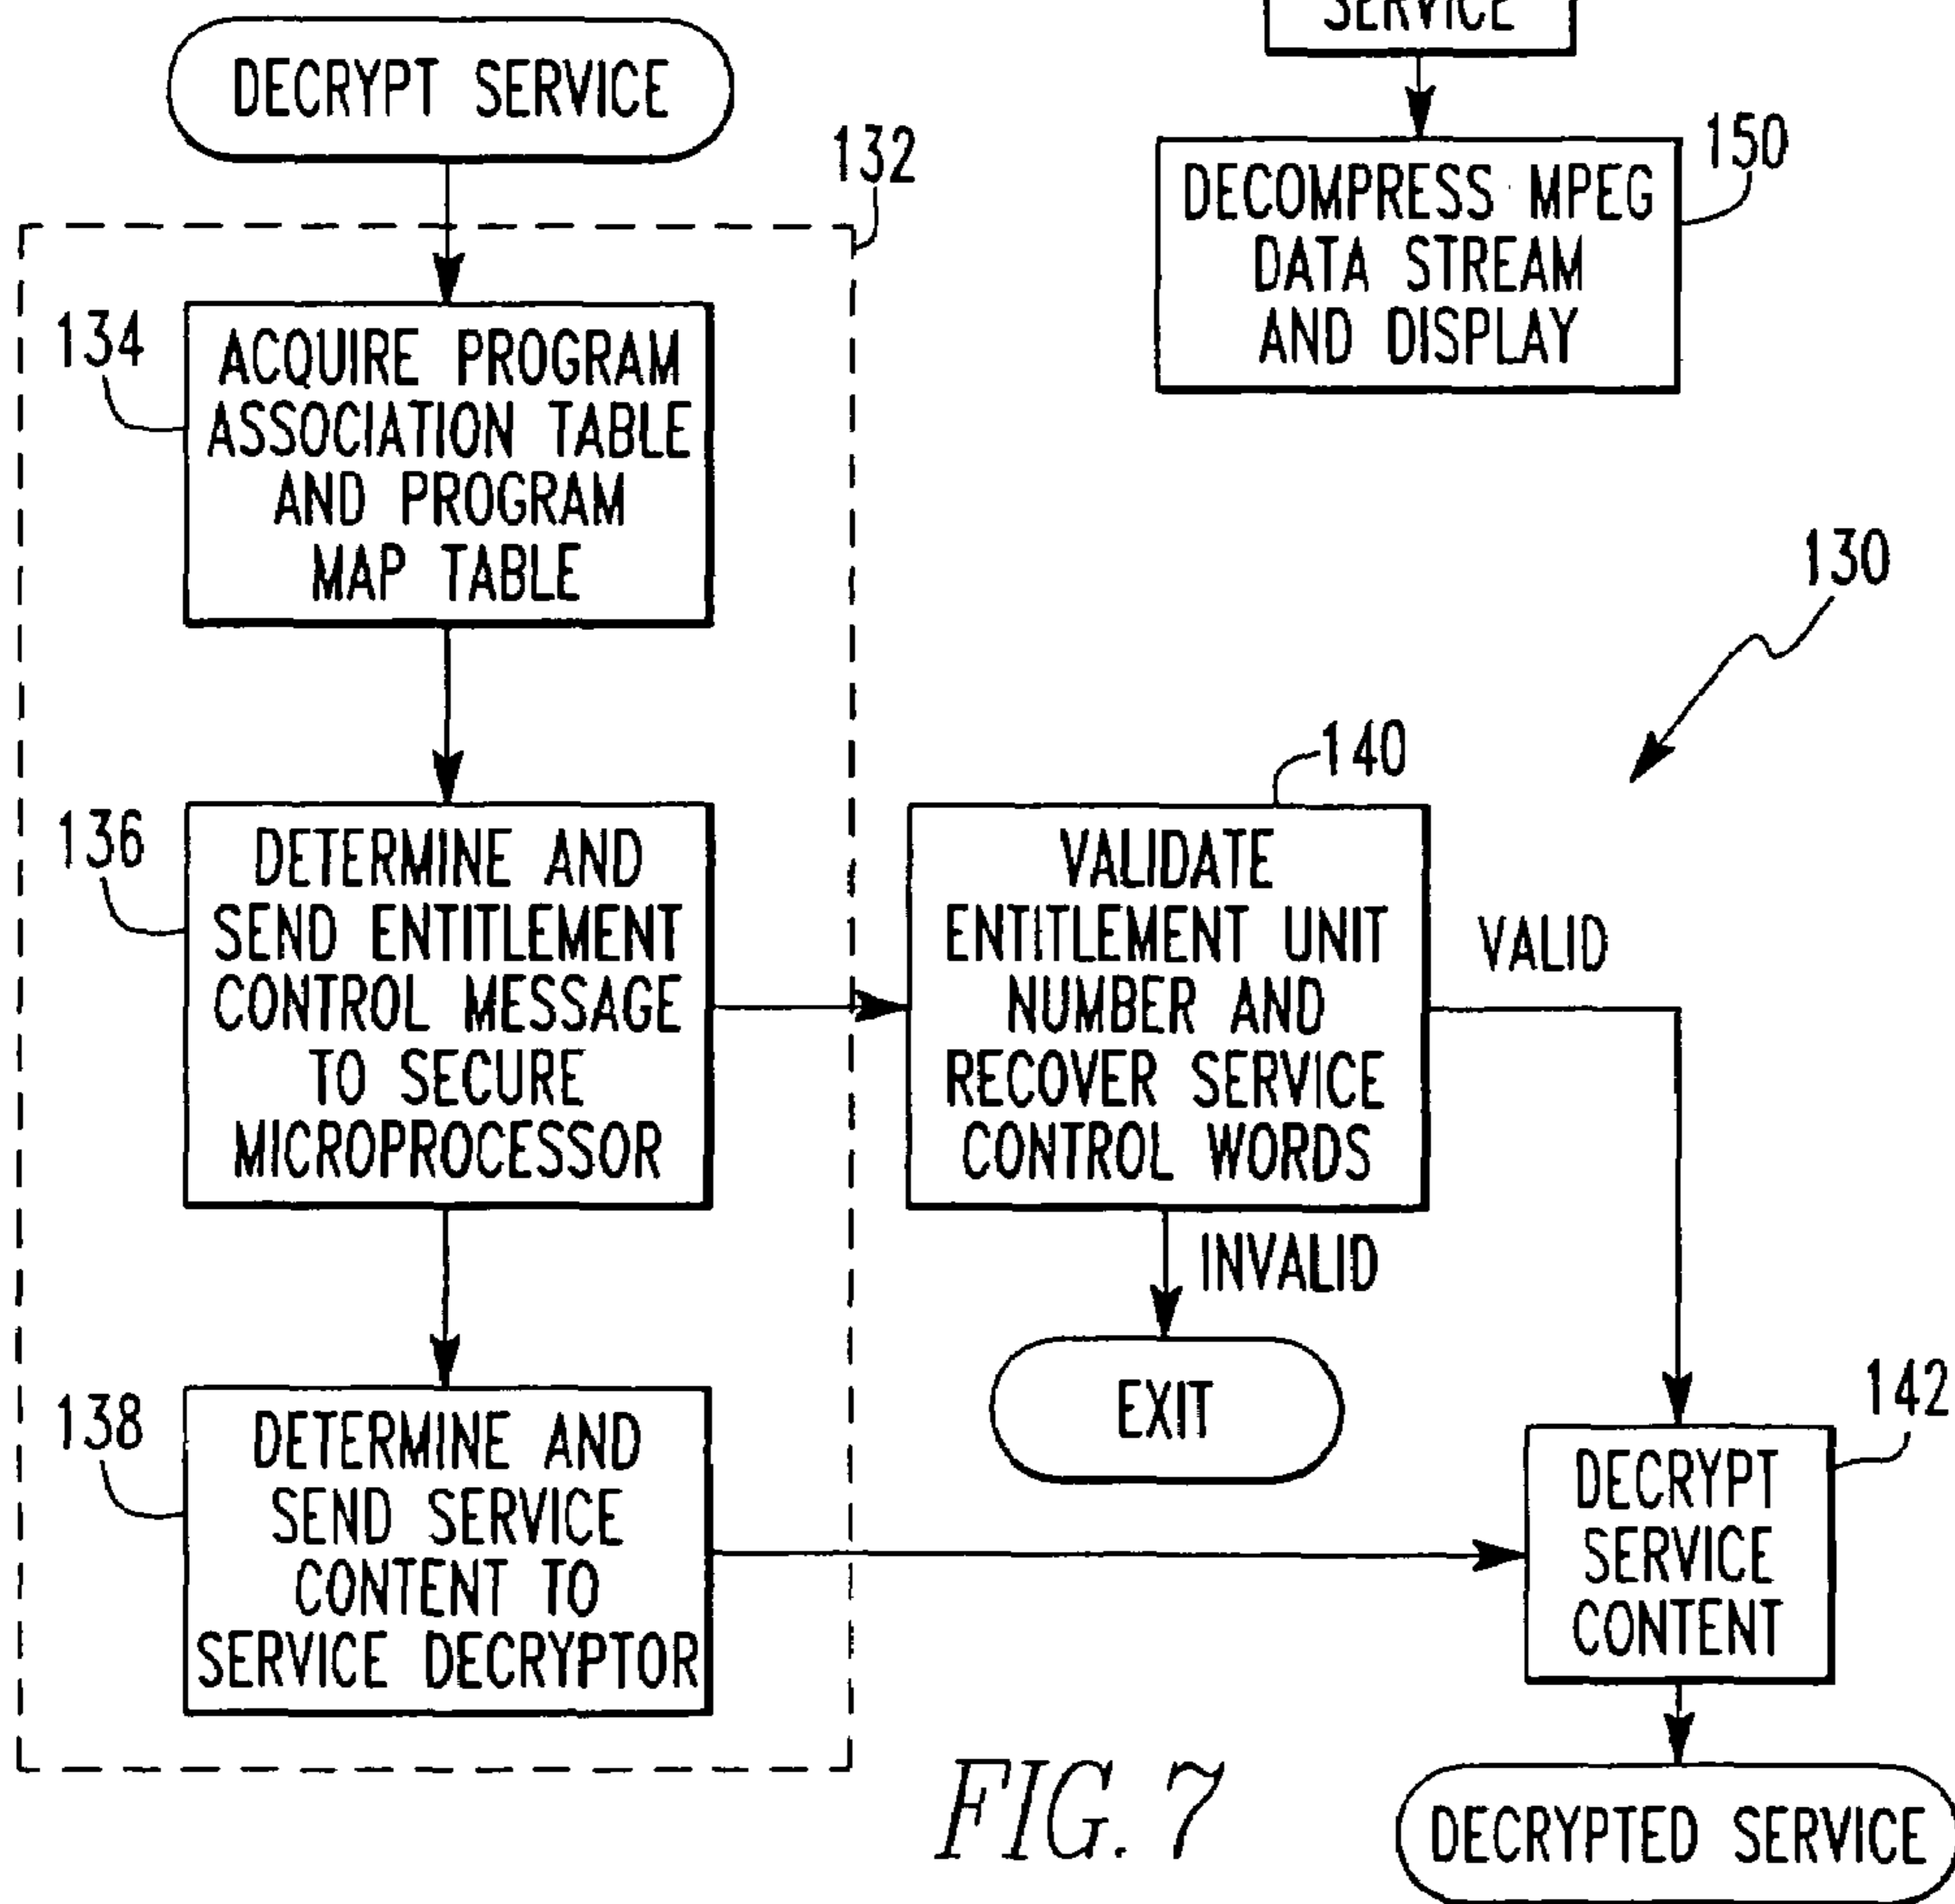 SERVICE
150
DECOMPRESS MPEG
DATA STREAM
AND DISPLAY
DECRYPT SERVICE
132
134
ACQUIRE PROGRAM
ASSOCIATION TABLE
AND PROGRAM
MAP TABLE
130
136
DETERMINE AND
SEND ENTITLEMENT
CONTROL MESSAGE
TO SECURE
MICROPROCESSOR
140
VALIDATE
ENTITLEMENT UNIT
NUMBER AND
RECOVER SERVICE
CONTROL WORDS
VALID
INVALID
EXIT
138
DETERMINE AND
SEND SERVICE
CONTENT TO
SERVICE DECRYPTOR
142
DECRYPT
SERVICE
CONTENT
DECRYPTED SERVICE
FIG. 7